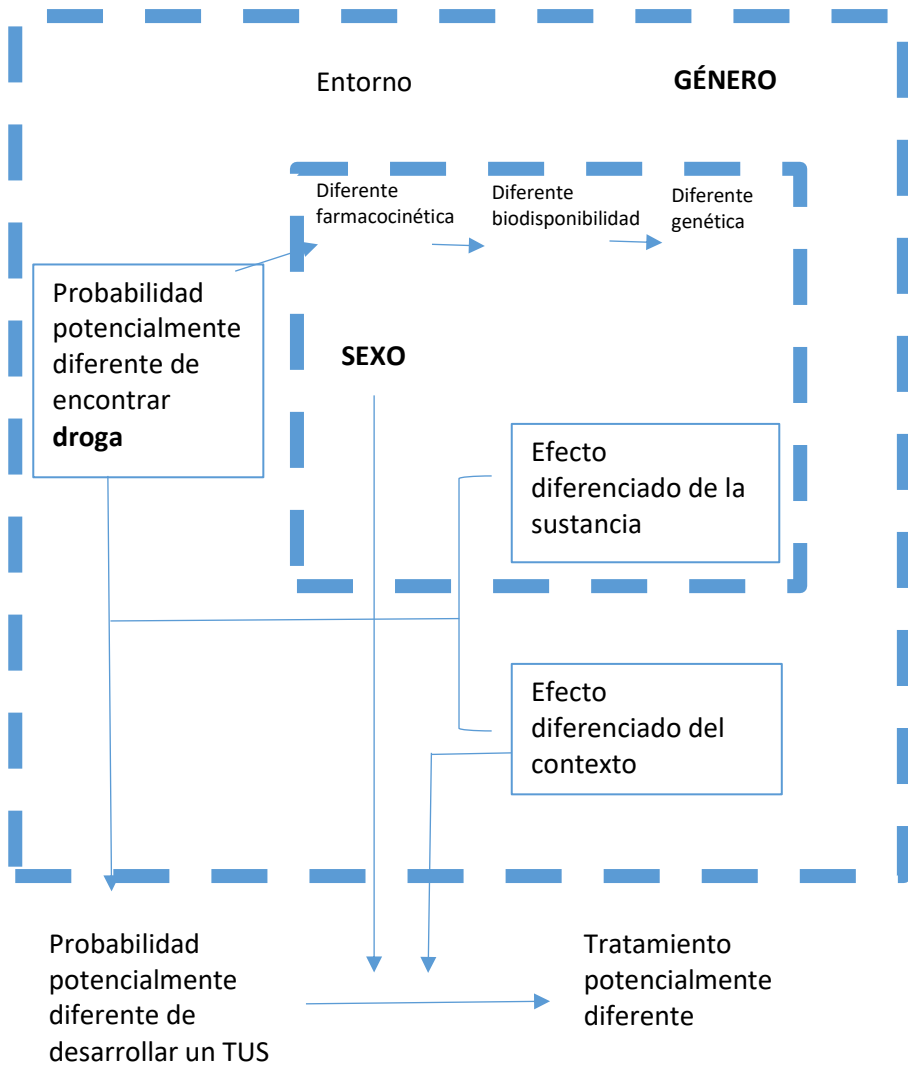 Entorno
GÉNERO
Diferente
farmacocinética
Diferente
biodisponibilidad
Diferente
genética
Probabilidad
potencialmente
diferente de
encontrar
droga
SEXO
Efecto
diferenciado de la
sustancia
Efecto
diferenciado del
contexto
Probabilidad
potencialmente
diferente de
desarrollar un TUS
Tratamiento
potencialmente
diferente